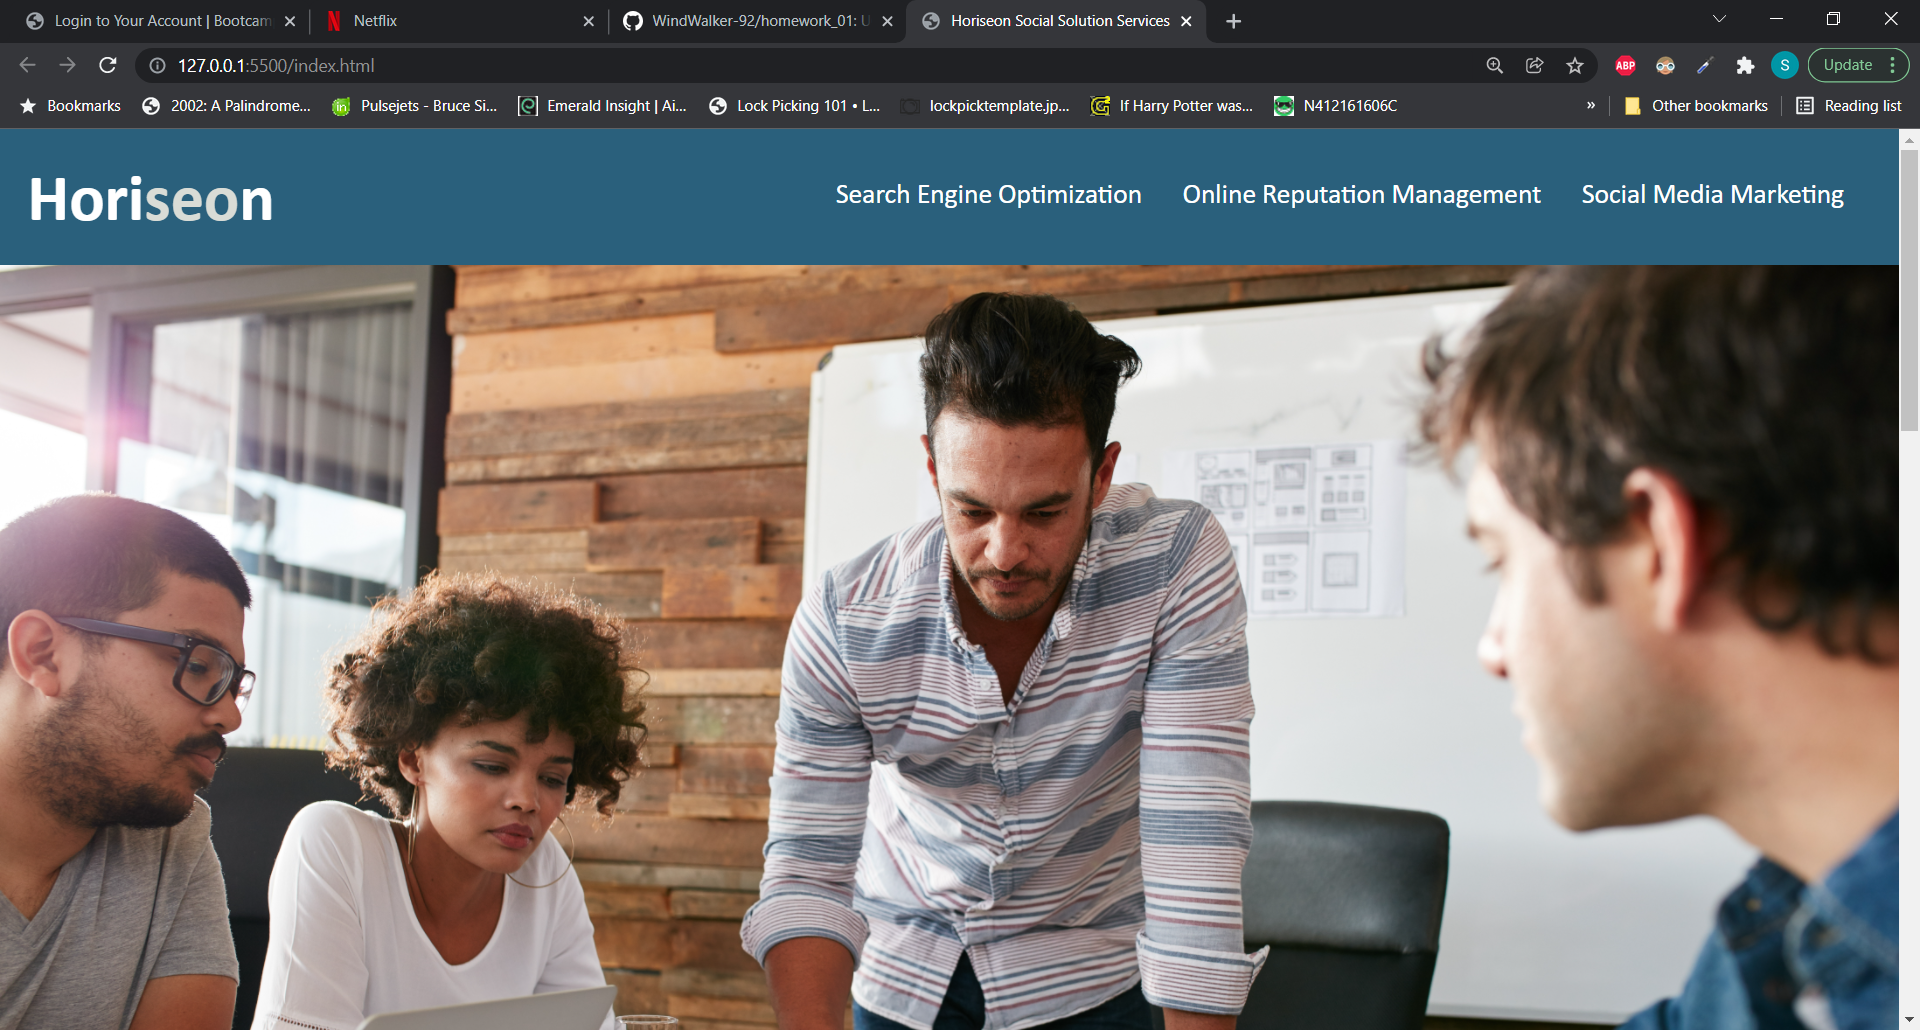 Login to Your Account | Bootcam
Netflix
WindWalker-92/homework_01: U
Horiseon Social Solution Services
127.0.0.1:5500/index.html
ABP
S
Update
Bookmarks
2002: A Palindrome...
Pulsejets - Bruce Si...
Emerald Insight | Ai...
Lock Picking 101 • L...
lockpicktemplate.jp...
If Harry Potter was...
N412161606C
»
Other bookmarks
Reading list
Horiseon
Search Engine Optimization
Online Reputation Management
Social Media Marketing